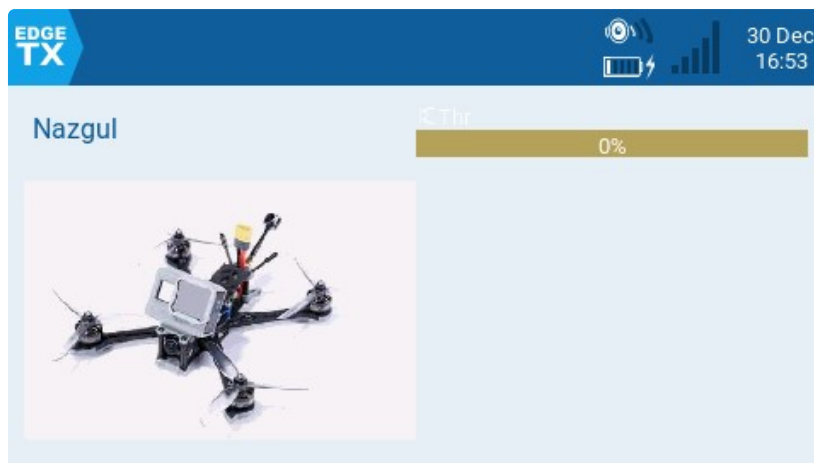 EDGE
TX
30 Dec
16:53
Nazgul
Thr
0%